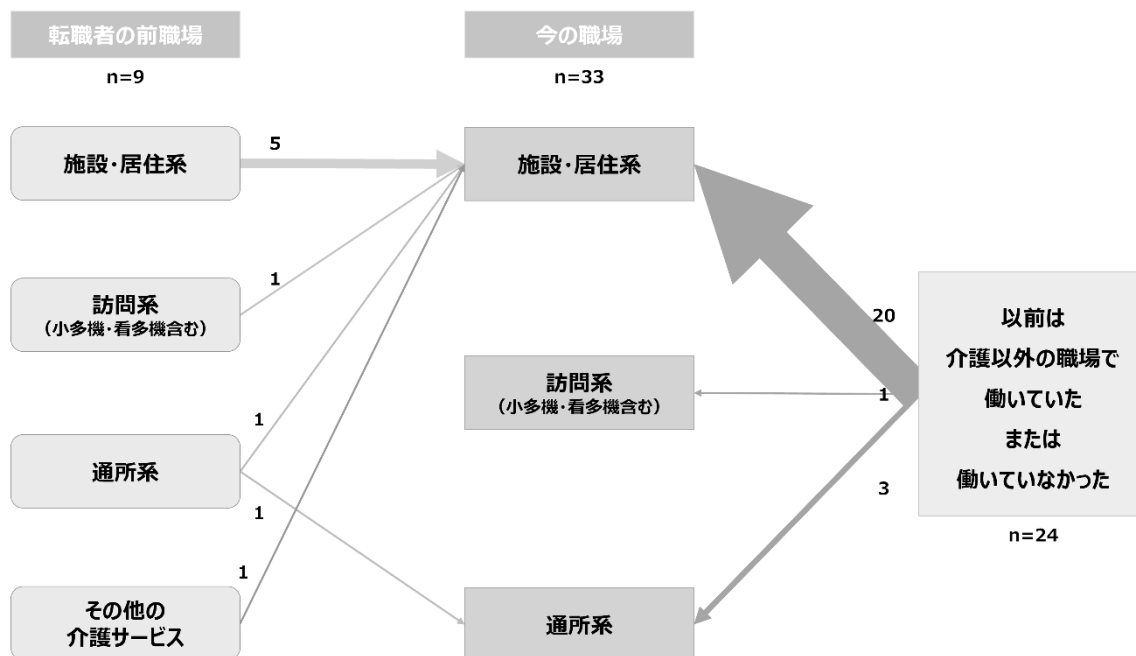 転職者の前職場
今の職場
n=9
n=33
施設・居住系
5
施設・居住系
訪問系
（小多機・看多機含む）
1
訪問系
（小多機・看多機含む）
20
1
3
以前は
介護以外の職場で
働いていた
または
働いていなかった
n=24
通所系
1
1
通所系
その他の
介護サービス
1